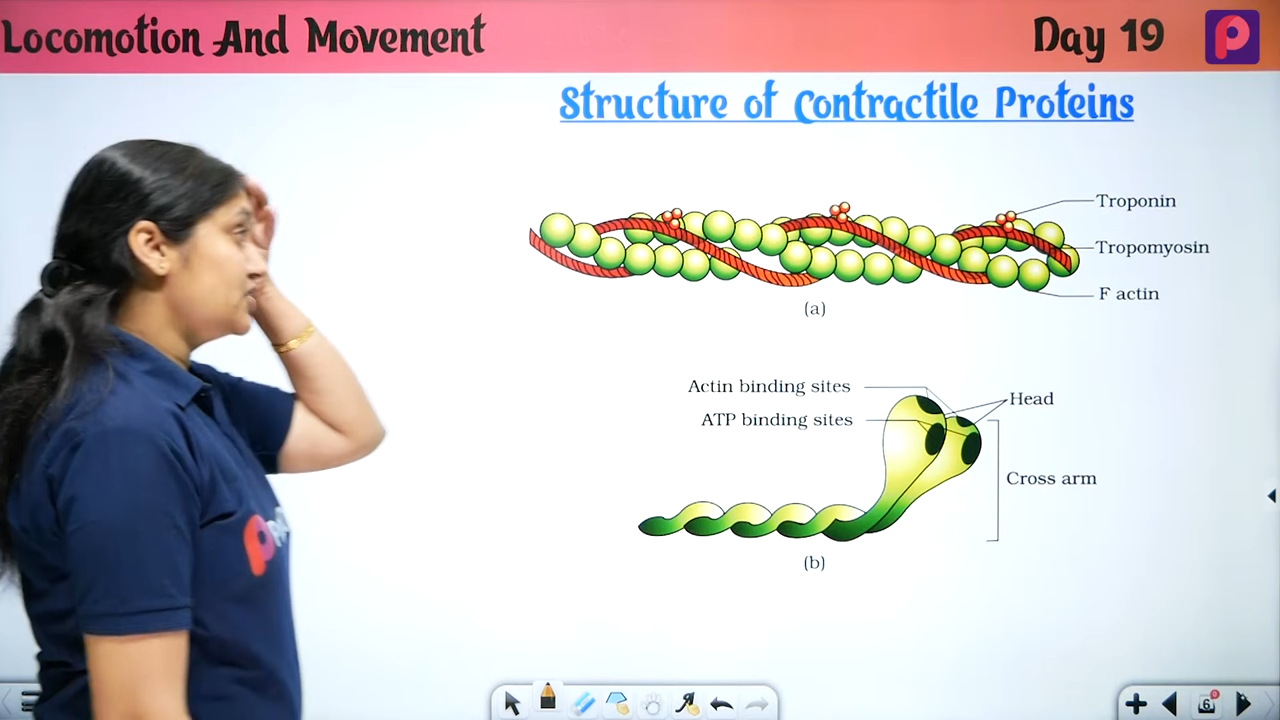 Locomotion And Movement
Day 19
Structure of Contractile Proteins
Troponin
Tropomyosin
F actin
(a)
Actin binding sites
Head
ATP binding sites
Cross arm
(b)
6